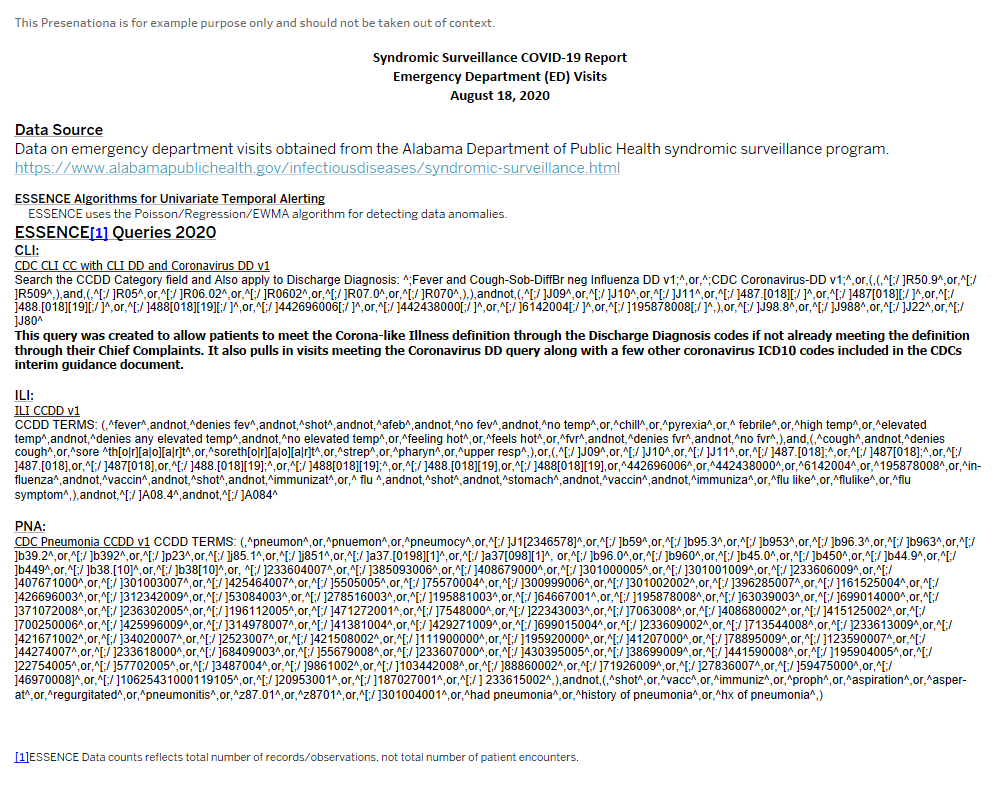 This Presenationa is for example purpose only and should not be taken out of context.
Syndromic Surveillance COVID-19 Report
Emergency Department (ED) Visits
August 18, 2020
Data Source
Data on emergency department visits obtained from the Alabama Department of Public Health syndromic surveillance program.
https://www.alabamapublichealth.gov/infectiousdiseases/syndromic-surveillance.html
ESSENCE Algorithms for Univariate Temporal Alerting
ESSENCE uses the Poisson/Regression/EWMA algorithm for detecting data anomalies.
ESSENCE[1] Queries 2020
CLI:
CDC CLI CC with CLI DD and Coronavirus DD v1
Search the CCDD Category field and Also apply to Discharge Diagnosis: ^;Fever and Cough-Sob-DiffBr neg Influenza DD v1;^,or,^;CDC Coronavirus-DD v1;^,or,(,(,^[;/ ]R50.9^,or,^[;/
]R509^,),and,(,^[;/ ]R05^,or,^[;/ ]R06.02^,or,^[;/ ]R0602^,or,^[;/ ]R07.0^,or,^[;/ ]R070^,),),andnot,(,^[;/ ]J09^,or,^[;/ ]J10^,or,^[;/ ]J11^,or,^[;/ ]487.[018][;/ ]^,or,^[;/ ]487[018][;/ ]^,or,^[;/
]488.[018][19][;/ ]^,or,^[;/ ]488[018][19][;/ ]^,or,^[;/ ]442696006[;/ ]^,or,^[;/ ]442438000[;/ ]^,or,^[;/ ]6142004[;/ ]^,or,^[;/ ]195878008[;/ ]^,),or,^[;/ ]J98.8^,or,^[;/ ]J988^,or,^[;/ ]J22^,or,^[;/
]J80^
This query was created to allow patients to meet the Corona-like Illness definition through the Discharge Diagnosis codes if not already meeting the definition
through their Chief Complaints. It also pulls in visits meeting the Coronavirus DD query along with a few other coronavirus ICD10 codes included in the CDCs
interim guidance document.
ILI:
ILI CCDD v1
CCDD TERMS: (,^fever^,andnot,^denies fev^,andnot,^shot^,andnot,^afeb^,andnot,^no fev^,andnot,^no temp^,or,^chill^,or,^pyrexia^,or,^ febrile^,or,^high temp^,or,^elevated
temp^,andnot,^denies any elevated temp^,andnot,^no elevated temp^,or,^feeling hot^,or,^feels hot^,or,^fvr^,andnot,^denies fvr^,andnot,^no fvr^,),and,(,^cough^,andnot,^denies
cough^,or,^sore ^th[o|r][a|o][a|r]t^,or,^soreth[o|r][a|o][a|r]t^,or,^strep^,or,^pharyn^,or,^upper resp^,),or,(,^[;/ ]J09^,or,^[;/ ]J10^,or,^[;/ ]J11^,or,^[;/ ]487.[018];^,or,^[;/ ]487[018];^,or,^[;/
]487.[018],or,^[;/ ]487[018],or,^[;/ ]488.[018][19];^,or,^[;/ ]488[018][19];^,or,^[;/ ]488.[019][19],or,^[;/ ]488[018][19],or,^442696006^,or,^442438000^,or,^6142004^,or,^195878008^,or,^in-
fluenza^,andnot,^vaccin^,andnot,^shot^,andnot,^immunizat^,or,^ flu ^,andnot,^shot^,andnot,^stomach^,andnot,^vaccin^,andnot,^immuniza^,or,^flu like^,or,^flulike^,or,^flu
symptom^,),andnot,^[;/ ]A08.4^,andnot,^[;/ ]A084^
PNA:
CDC Pneumonia CCDD v1 CCDD TERMS: (,^pneumon^,or,^pnuemon^,or,^pneumocy^,or,^[;/ ]J1[2346578]^,or,^[;/ ]b59^,or,^[;/ ]b95.3^,or,^[;/ ]b953^,or,^[;/ ]b96.3^,or,^[;/ ]b963^,or,^[;/
]b39.2^,or,^[;/ ]b392^,or,^[;/ ]p23^,or,^[;/ ]j85.1^,or,^[;/ ]j851^,or,^[;/ ]a37.[0198][1]^,or,^[;/ ]a37[098][1]^, or,^[;/ ]b96.0^,or,^[;/ ]b960^,or,^[;/ ]b45.0^,or,^[;/ ]b450^,or,^[;/ ]b44.9^,or,^[;/
]b449^,or,^[;/ ]b38.[10]^,or,^[;/ ]b38[10]^,or, ^[;/ ]233604007^,or,^[;/ ]385093006^,or,^[;/ ]408679000^,or,^[;/ ]301000005^,or,^[;/ ]301001009^,or,^[;/ ]233606009^,or,^[;/
]407671000^,or,^[;/ ]301003007^,or,^[;/ ]425464007^,or,^[;/ ]5505005^,or,^[;/ ]75570004^,or,^[;/ ]300999006^,or,^[;/ ]301002002^,or,^[;/ ]396285007^,or,^[;/ ]161525004^,or,^[;/
]426696003^,or,^[;/ ]312342009^,or,^[;/ ]53084003^,or,^[;/ ]278516003^,or,^[;/ ]195881003^,or,^[;/ ]64667001^,or,^[;/ ]195878008^,or,^[;/ ]63039003^,or,^[;/ ]699014000^,or,^[;/
]371072008^,or,^[;/ ]236302005^,or,^[;/ ]196112005^,or,^[;/ ]471272001^,or,^[;/ ]7548000^,or,^[;/ ]22343003^,or,^[;/ ]7063008^,or,^[;/ ]408680002^,or,^[;/ ]415125002^,or,^[;/
]700250006^,or,^[;/ ]425996009^,or,^[;/ ]314978007^,or,^[;/ ]41381004^,or,^[;/ ]429271009^,or,^[;/ ]699015004^,or,^[;/ ]233609002^,or,^[;/ ]713544008^,or,^[;/ ]233613009^,or,^[;/
]421671002^,or,^[;/ ]34020007^,or,^[;/ ]2523007^,or,^[;/ ]421508002^,or,^[;/ ]111900000^,or,^[;/ ]195920000^,or,^[;/ ]41207000^,or,^[;/ ]78895009^,or,^[;/ ]123590007^,or,^[;/
]44274007^,or,^[;/ ]233618000^,or,^[;/ ]68409003^,or,^[;/ ]55679008^,or,^[;/ ]233607000^,or,^[;/ ]430395005^,or,^[;/ ]38699009^,or,^[;/ ]441590008^,or,^[;/ ]195904005^,or,^[;/
]22754005^,or,^[;/ ]57702005^,or,^[;/ ]3487004^,or,^[;/ ]9861002^,or,^[;/ ]103442008^,or,^[;/ ]88860002^,or,^[;/ ]71926009^,or,^[;/ ]27836007^,or,^[;/ ]59475000^,or,^[;/
]46970008]^,or,^[;/ ]10625431000119105^,or,^[;/ ]20953001^,or,^[;/ ]187027001^,or,^[;/ ] 233615002^,),andnot,(,^shot^,or,^vacc^,or,^immuniz^,or,^proph^,or,^aspiration^,or,^asper-
at^,or,^regurgitated^,or,^pneumonitis^,or,^z87.01^,or,^z8701^,or,^[;/ ]301004001^,or,^had pneumonia^,or,^history of pneumonia^,or,^hx of pneumonia^,)
[1]ESSENCE Data counts reflects total number of records/observations, not total number of patient encounters.